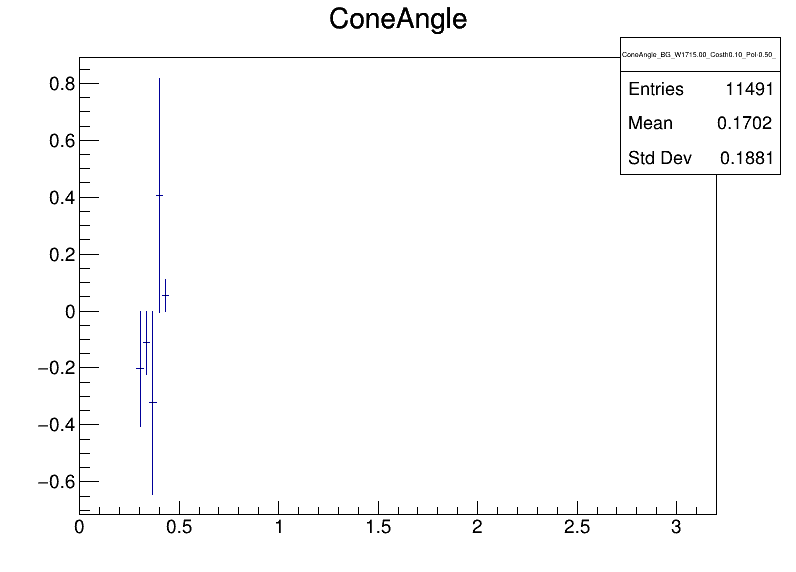 ConeAngle
ConeAngle_BG_W1715.00_Costh0.10_Pol-0.50_
Entries 11491
Mean 0.1702
Std Dev 0.1881
0.8
0.6
0.4
0.2
0
−0.2
−0.4
−0.6
0 0.5 1 1.5 2 2.5 3